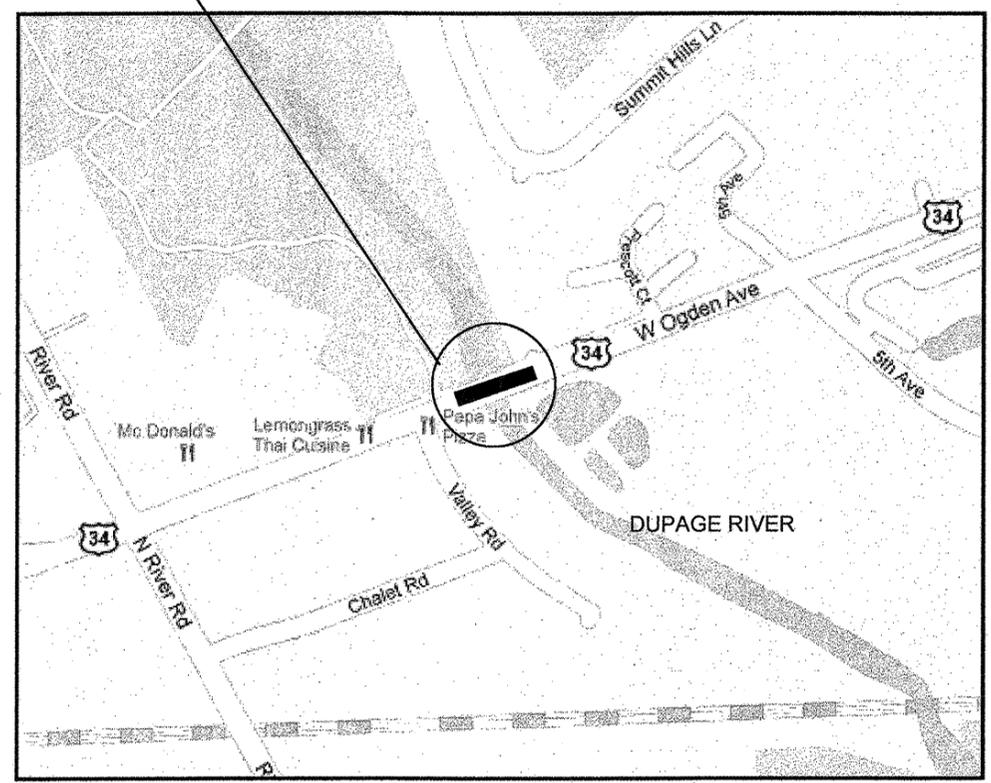 Summit Hills Ln
5th Ave
34
Prescott Ct
W Ogden Ave
34
River Rd
5th Ave
Mc Donald's
Lemongrass
Thai Cuisine
Papa John's
Pizza
Valley Rd
DUPAGE RIVER
34
N River Rd
Chalet Rd
R